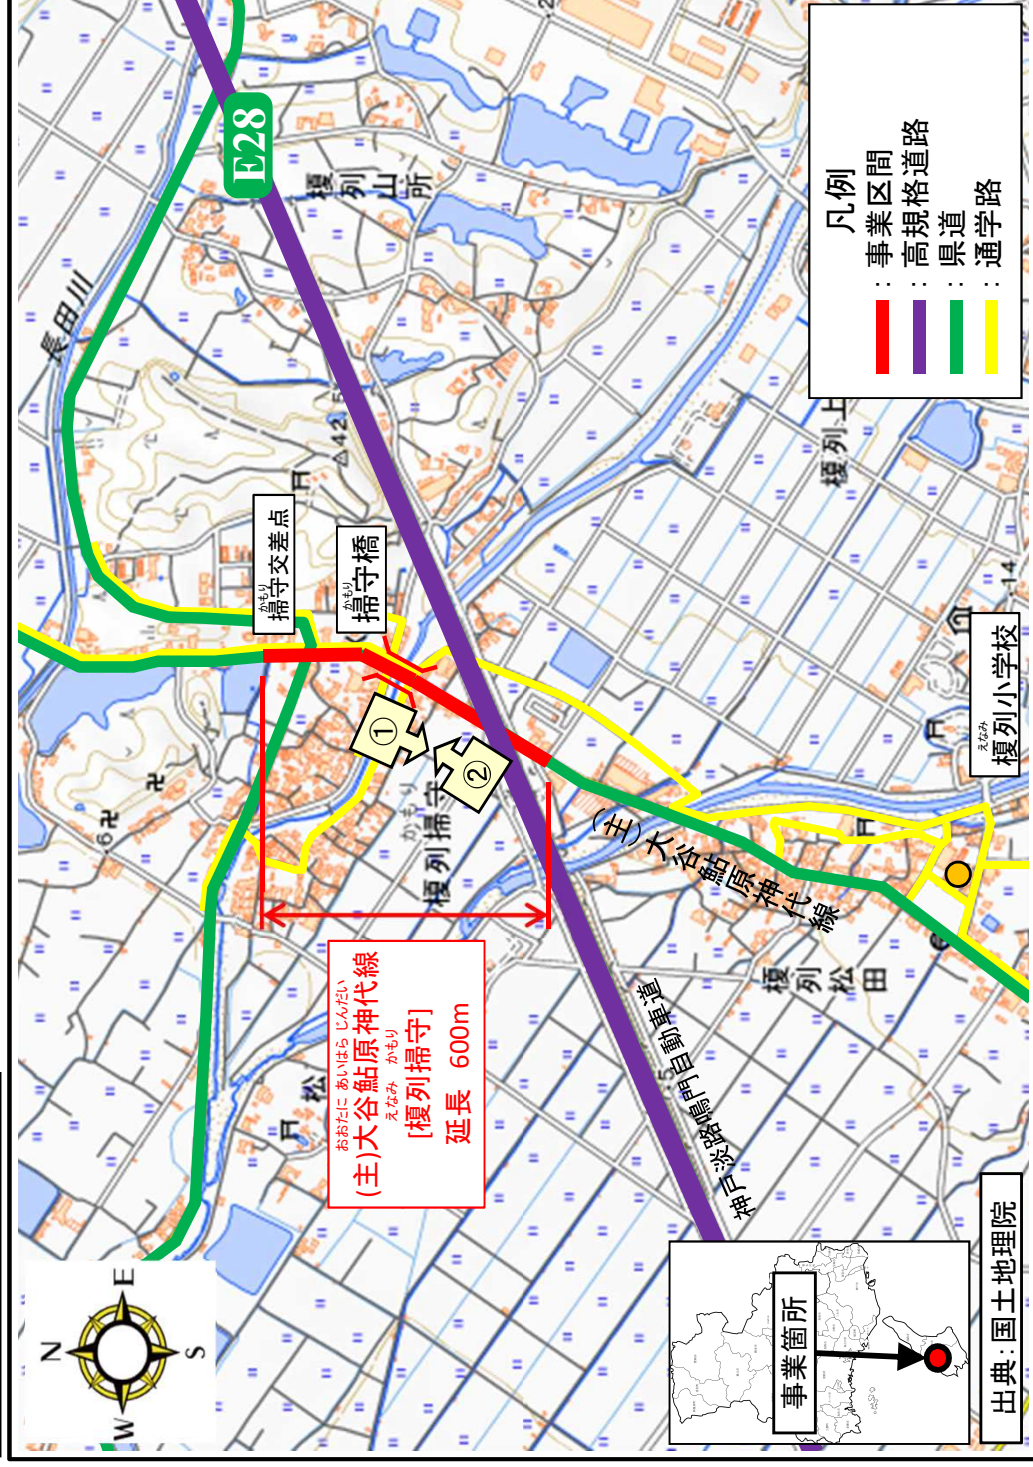 N
W
E
S
長田川
E28
榎列山所
かもり
掃守交差点
かもり
掃守橋
①
②
かもり
榎列掃守
42
6
おおたに あいはら じんだい
(主)大谷鮎原神代線
えなみ かもり
[榎列掃守]
延長 600m
松
(主)大谷鮎原神代線
榎列松田
榎列上
14
えなみ
榎列小学校
神戸淡路鳴門自動車道
凡例
：事業区間
：高規格道路
：県道
：通学路
事業箇所
出典：国土地理院